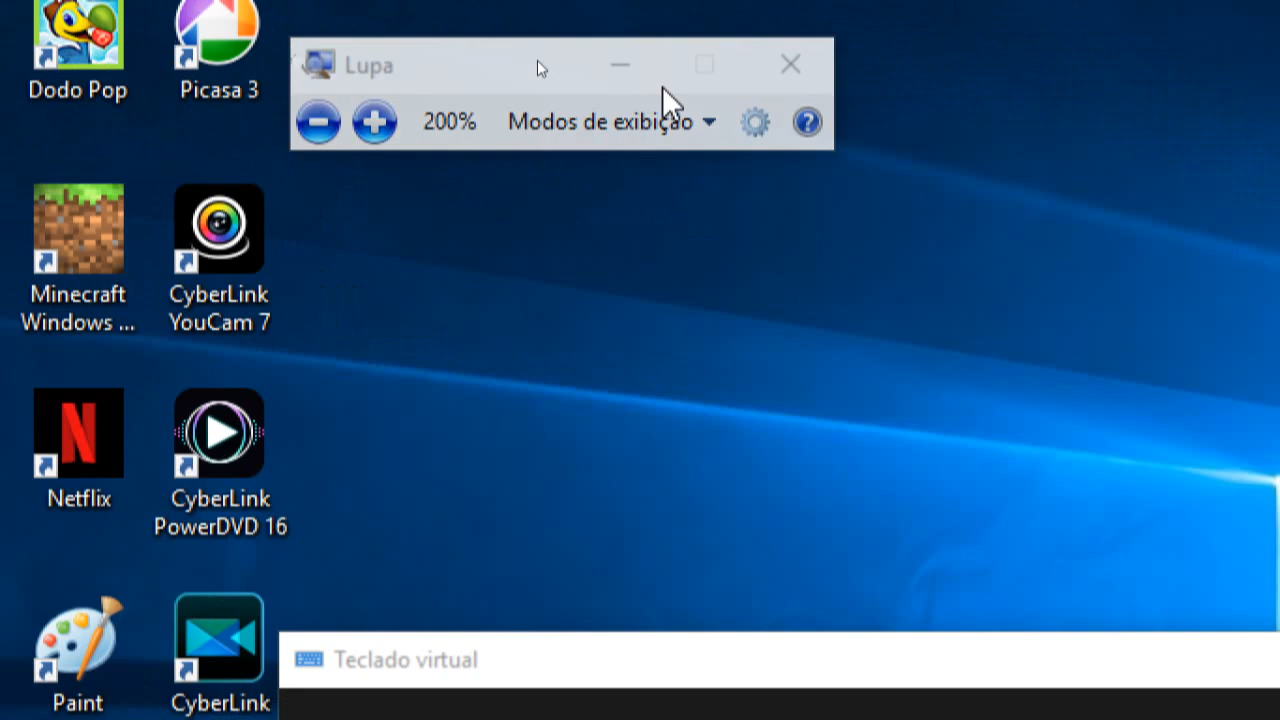 Dodo Pop
Picasa 3
Lupa
200%
Modos de exibição
Minecraft
Windows ...
CyberLink
YouCam 7
Netflix
CyberLink
PowerDVD 16
Paint
CyberLink
Teclado virtual